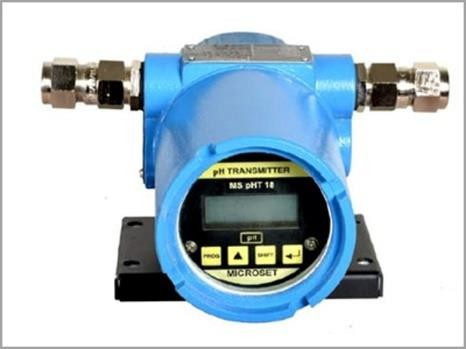 pH TRANSMITTER
MS pHT 18
pH
PROG ▲ SHIFT ↵
MICROSET